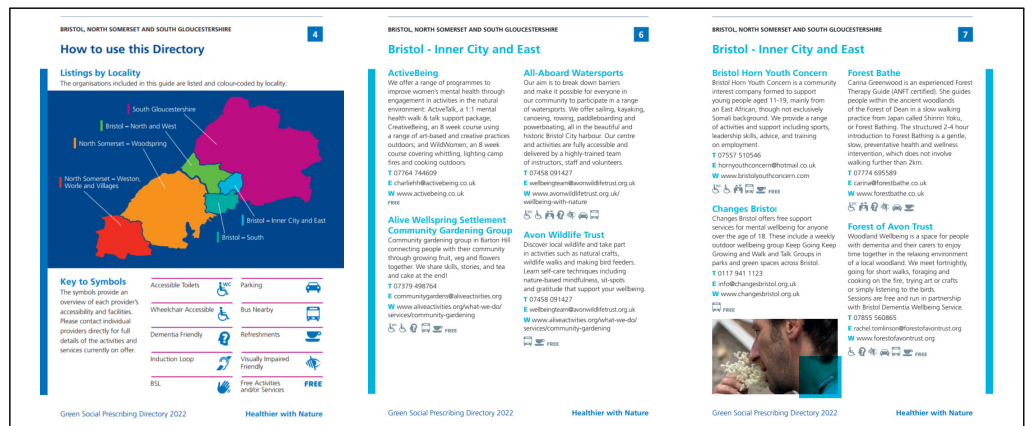 BRISTOL, NORTH SOMERSET AND SOUTH GLOUCESTERSHIRE
4
How to use this Directory
Listings by Locality
The organisations included in this guide are listed and colour-coded by locality:
South Gloucestershire
Bristol – North and West
North Somerset – Woodspring
North Somerset – Weston,
Worle and Villages
Bristol – Inner City and East
Bristol – South
Key to Symbols
The symbols provide an
overview of each provider's
accessibility and facilities.
Please contact individual
providers directly for full
details of the activities and
services currently on offer.
Accessible Toilets
WC
Parking
Wheelchair Accessible
Bus Nearby
Dementia Friendly
Refreshments
Induction Loop
Visually Impaired
Friendly
BSL
Free Activities
and/or Services
FREE
Green Social Prescribing Directory 2022
Healthier with Nature
BRISTOL, NORTH SOMERSET AND SOUTH GLOUCESTERSHIRE
6
Bristol - Inner City and East
ActiveBeing
We offer a range of programmes to
improve women's mental health through
engagement in activities in the natural
environment: ActiveTalk, a 1:1 mental
health walk & talk support package;
CreativeBeing, an 8 week course using
a range of art-based and creative practices
outdoors; and WildWomen; an 8 week
course covering whittling, lighting camp
fires and cooking outdoors.
T 07764 744609
E charliehh@activebeing.co.uk
W www.activebeing.co.uk
FREE
Alive Wellspring Settlement
Community Gardening Group
Community gardening group in Barton Hill
connecting people with their community
through growing fruit, veg and flowers
together. We share skills, stories, and tea
and cake at the end!
T 07379 498764
E communitygardens@aliveactivities.org
W www.aliveactivities.org/what-we-do/
services/community-gardening
FREE
All-Aboard Watersports
Our aim is to break down barriers
and make it possible for everyone in
our community to participate in a range
of watersports. We offer sailing, kayaking,
canoeing, rowing, paddleboarding and
powerboating, all in the beautiful and
historic Bristol City harbour. Our centre
and activities are fully accessible and
delivered by a highly-trained team
of instructors, staff and volunteers.
T 07458 091427
E wellbeingteam@avonwildlifetrust.org.uk
W www.avonwildlifetrust.org.uk/
wellbeing-with-nature
Avon Wildlife Trust
Discover local wildlife and take part
in activities such as natural crafts,
wildlife walks and making bird feeders.
Learn self-care techniques including
nature-based mindfulness, sit-spots
and gratitude that support your wellbeing.
T 07458 091427
E wellbeingteam@avonwildlifetrust.org.uk
W www.aliveactivities.org/what-we-do/
services/community-gardening
FREE
Green Social Prescribing Directory 2022
Healthier with Nature
BRISTOL, NORTH SOMERSET AND SOUTH GLOUCESTERSHIRE
7
Bristol - Inner City and East
Bristol Horn Youth Concern
Bristol Horn Youth Concern is a community
interest company formed to support
young people aged 11-19, mainly from
an East African, though not exclusively
Somali background. We provide a range
of activities and support including sports,
leadership skills, advice, and training
on employment.
T 07557 510546
E hornyouthconcern@hotmail.co.uk
W www.bristolyouthconcern.com
FREE
Changes Bristol
Changes Bristol offers free support
services for mental wellbeing for anyone
over the age of 18. These include a weekly
outdoor wellbeing group Keep Going Keep
Growing and Walk and Talk Groups in
parks and green spaces across Bristol.
T 0117 941 1123
E info@changesbristol.org.uk
W www.changesbristol.org.uk
FREE
Forest Bathe
Carina Greenwood is an experienced Forest
Therapy Guide (ANFT certified). She guides
people within the ancient woodlands
of the Forest of Dean in a slow walking
practice from Japan called Shinrin Yoku,
or Forest Bathing. The structured 2–4 hour
introduction to Forest Bathing is a gentle,
slow, preventative health and wellness
intervention, which does not involve
walking further than 2km.
T 07774 695589
E carina@forestbathe.co.uk
W www.forestbathe.co.uk
Forest of Avon Trust
Woodland Wellbeing is a space for people
with dementia and their carers to enjoy
time together in the relaxing environment
of a local woodland. We meet fortnightly,
going for short walks, foraging and
cooking on the fire, trying art or crafts
or simply listening to the birds.
Sessions are free and run in partnership
with Bristol Dementia Wellbeing Service.
T 07855 560865
E rachel.tomlinson@forestofavontrust.org
W www.forestofavontrust.org
FREE
Green Social Prescribing Directory 2022
Healthier with Nature